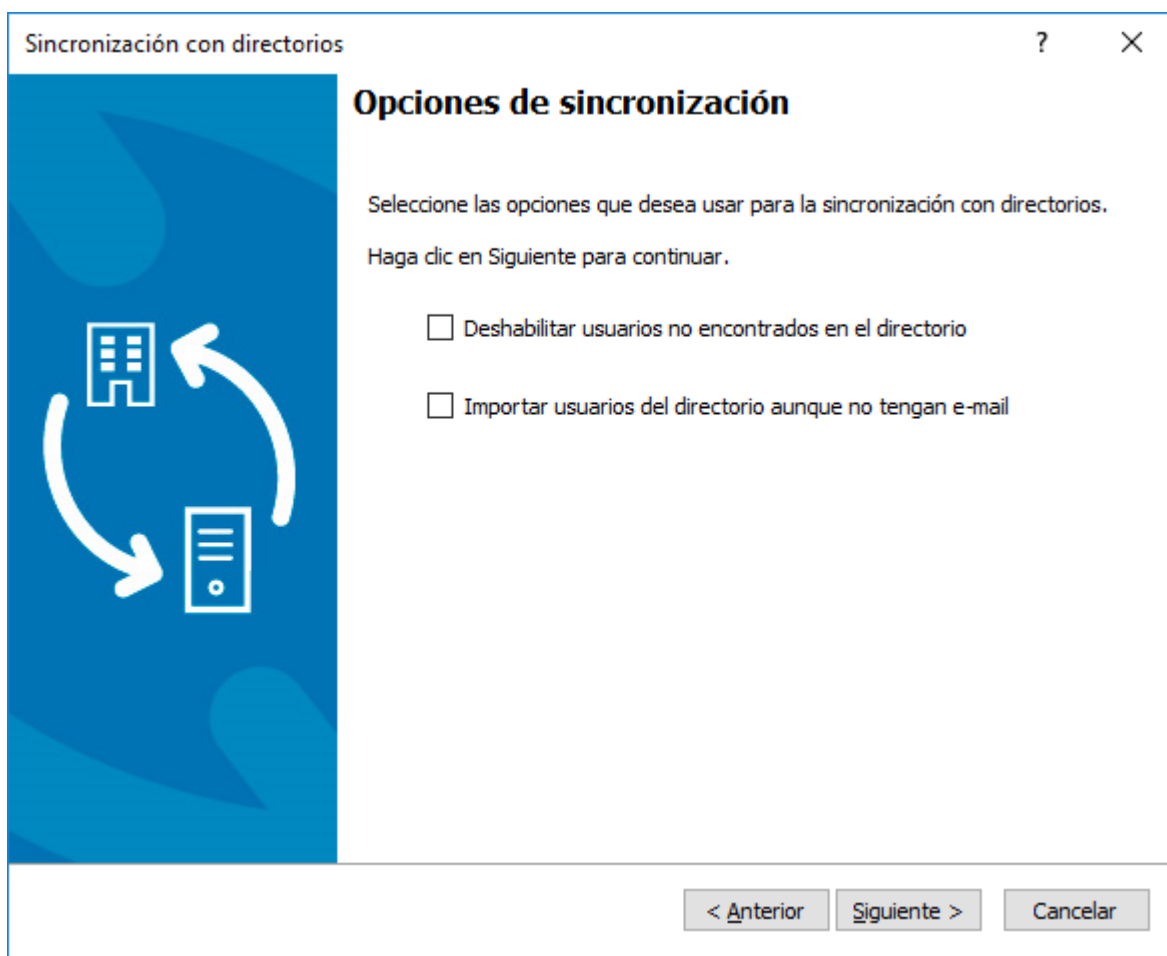 Sincronización con directorios
?
Opciones de sincronización
Seleccione las opciones que desea usar para la sincronización con directorios.
Haga clic en Siguiente para continuar.
Deshabilitar usuarios no encontrados en el directorio
Importar usuarios del directorio aunque no tengan e-mail
< Anterior Siguiente > Cancelar